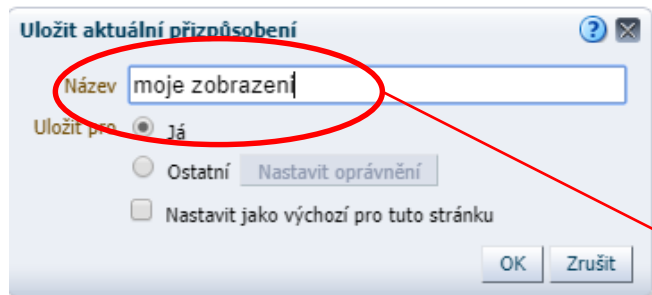 Uložit aktuální přizpůsobení
Název moje zobrazení
Uložit pro Já
Ostatní Nastavit oprávnění
Nastavit jako výchozí pro tuto stránku
OK Zrušit